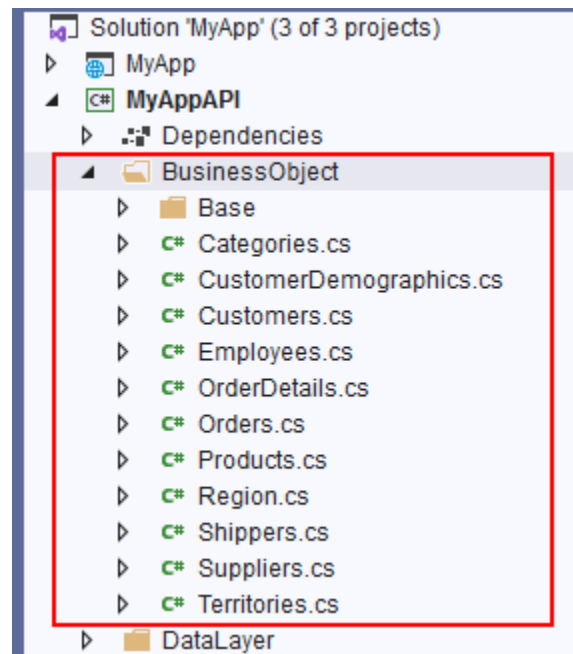 Solution 'MyApp' (3 of 3 projects)
MyApp
C# MyAppAPI
Dependencies
BusinessObject
Base
C# Categories.cs
C# CustomerDemographics.cs
C# Customers.cs
C# Employees.cs
C# OrderDetails.cs
C# Orders.cs
C# Products.cs
C# Region.cs
C# Shippers.cs
C# Suppliers.cs
C# Territories.cs
DataLayer